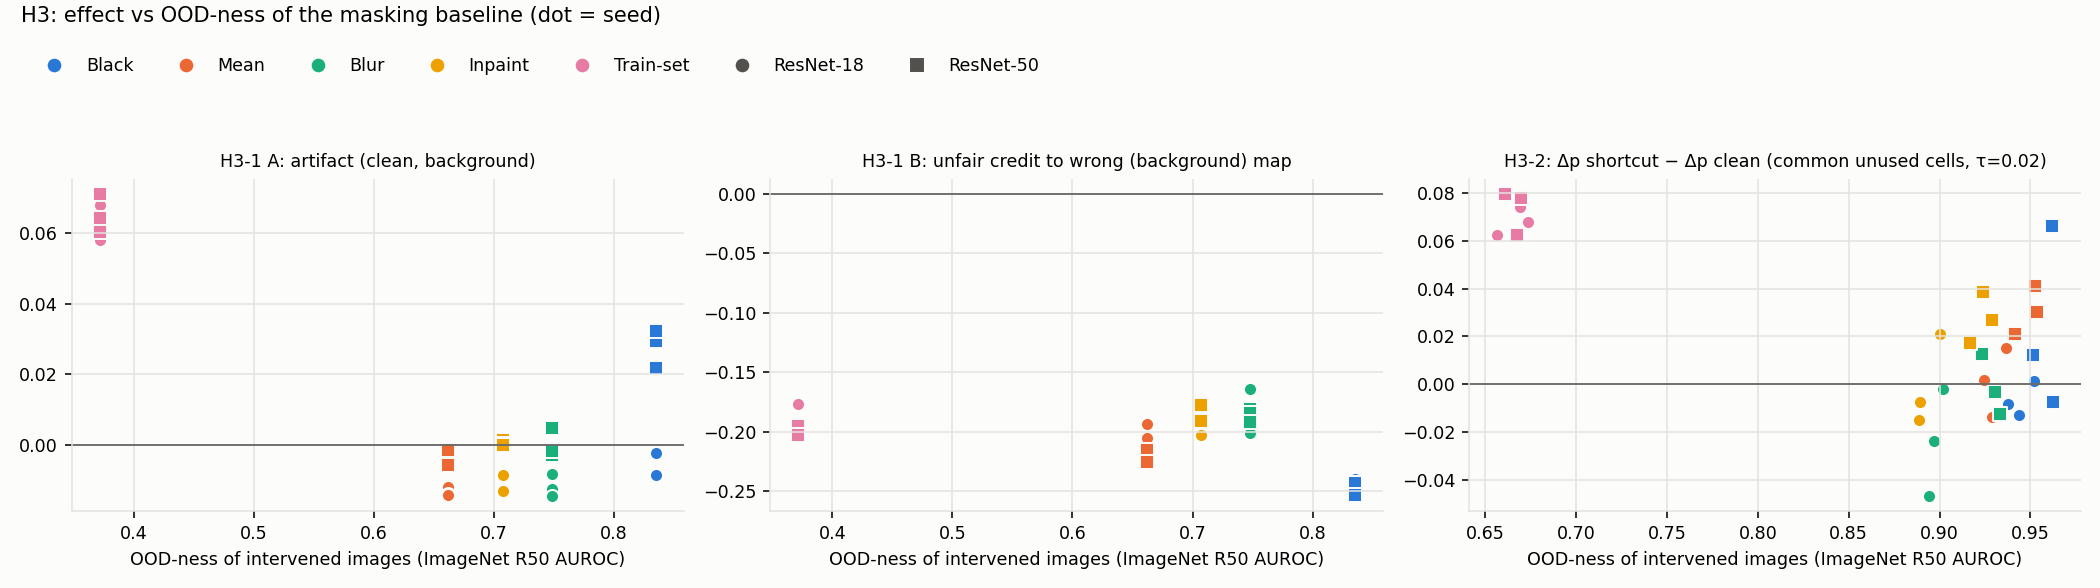 H3: effect vs OOD-ness of the masking baseline (dot = seed)
Black Mean Blur Inpaint Train-set ResNet-18 ResNet-50
H3-1 A: artifact (clean, background)
0.06
0.04
0.02
0.00
0.4 0.5 0.6 0.7 0.8
OOD-ness of intervened images (ImageNet R50 AUROC)
H3-1 B: unfair credit to wrong (background) map
0.00
−0.05
−0.10
−0.15
−0.20
−0.25
0.4 0.5 0.6 0.7 0.8
OOD-ness of intervened images (ImageNet R50 AUROC)
H3-2: Δp shortcut − Δp clean (common unused cells, τ=0.02)
0.08
0.06
0.04
0.02
0.00
−0.02
−0.04
0.65 0.70 0.75 0.80 0.85 0.90 0.95
OOD-ness of intervened images (ImageNet R50 AUROC)